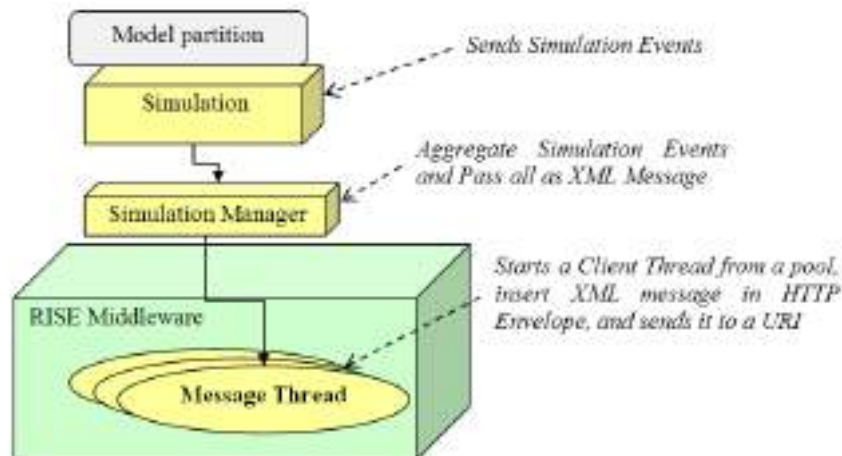 Model partition
Sends Simulation Events
Simulation
Aggregate Simulation Events
and Pass all as XML Message
Simulation Manager
Starts a Client Thread from a pool,
insert XML message in HTTP
Envelope, and sends it to a URI
RISE Middleware
Message Thread